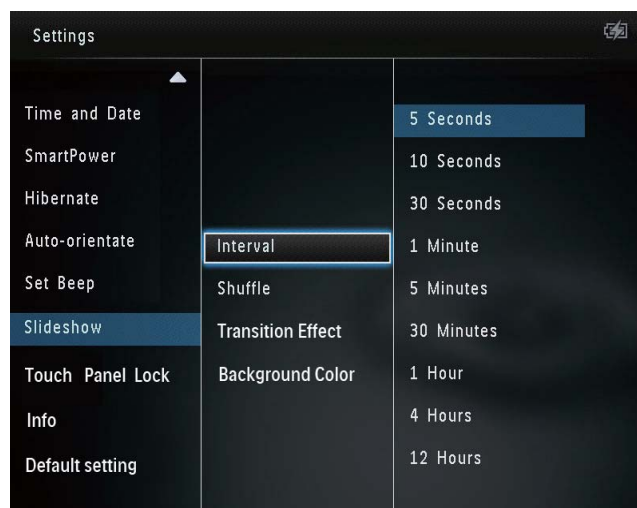 Settings
Time and Date
SmartPower
Hibernate
Auto-orientate
Set Beep
Slideshow
Touch Panel Lock
Info
Default setting
Interval
Shuffle
Transition Effect
Background Color
5 Seconds
10 Seconds
30 Seconds
1 Minute
5 Minutes
30 Minutes
1 Hour
4 Hours
12 Hours